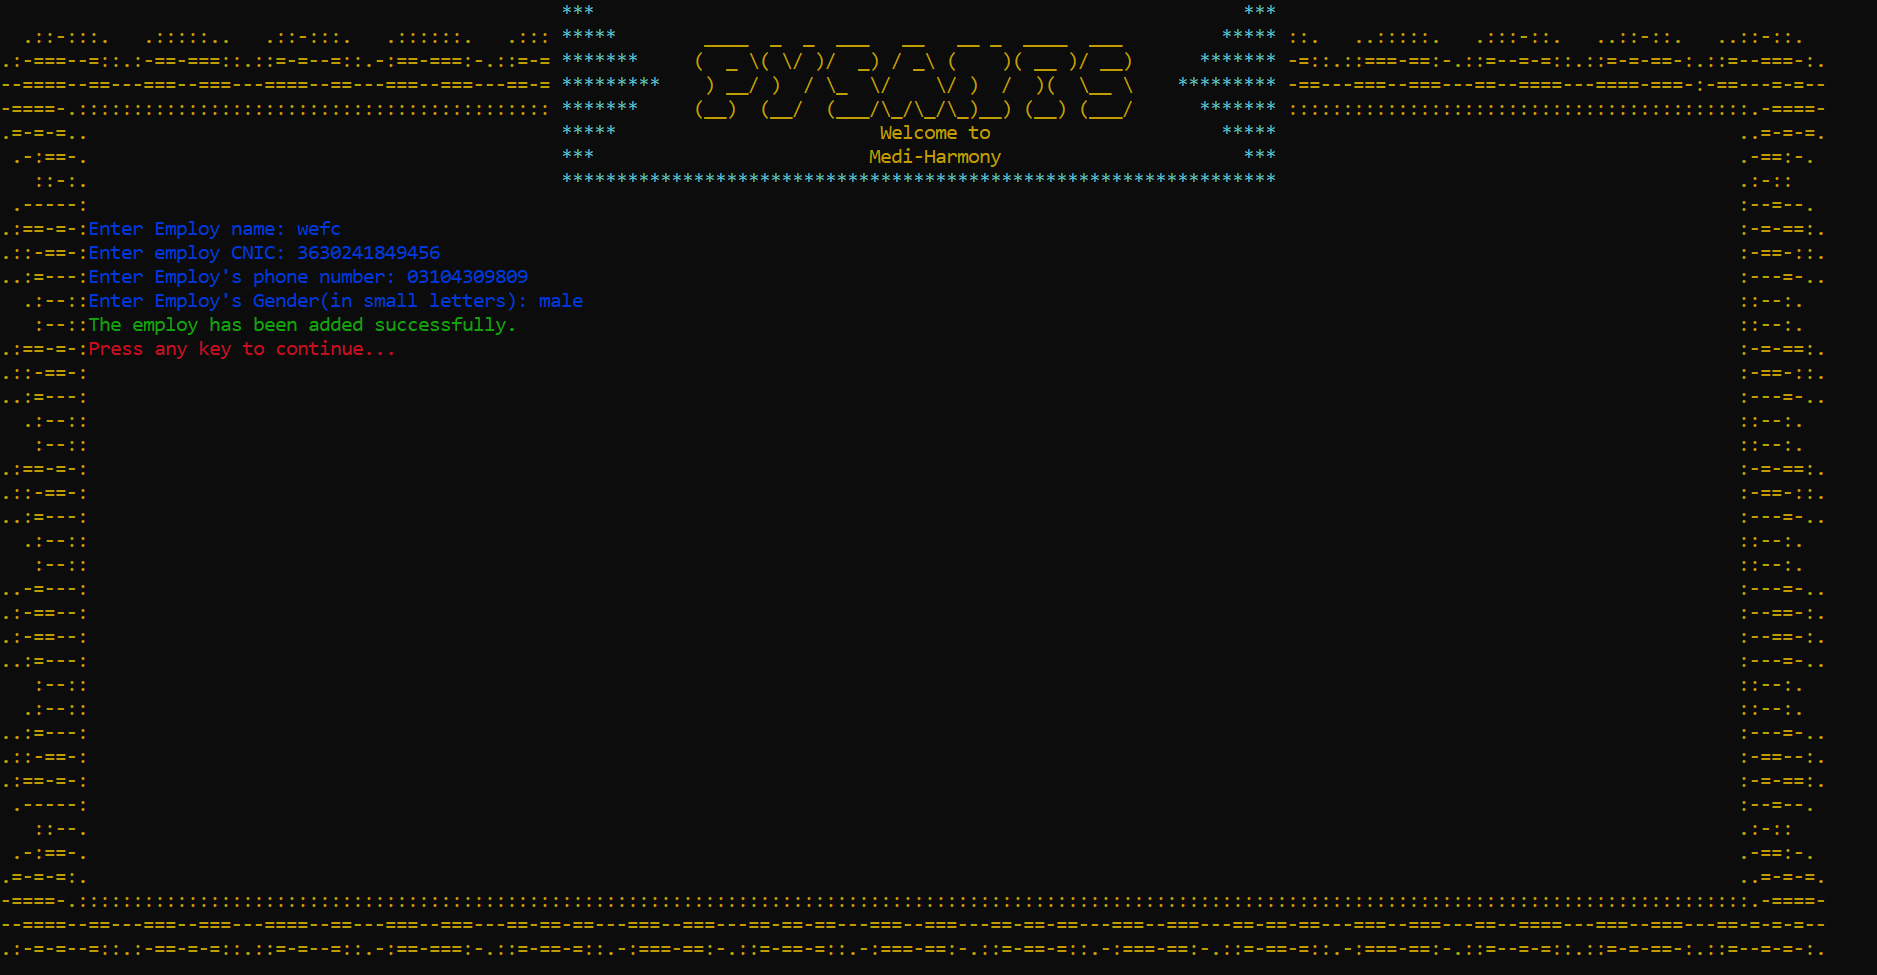 Welcome to
Medi-Harmony
Enter Employ name: wefc
Enter employ CNIC: 3630241849456
Enter Employ's phone number: 03104309809
Enter Employ's Gender(in small letters): male
The employ has been added successfully.
Press any key to continue...